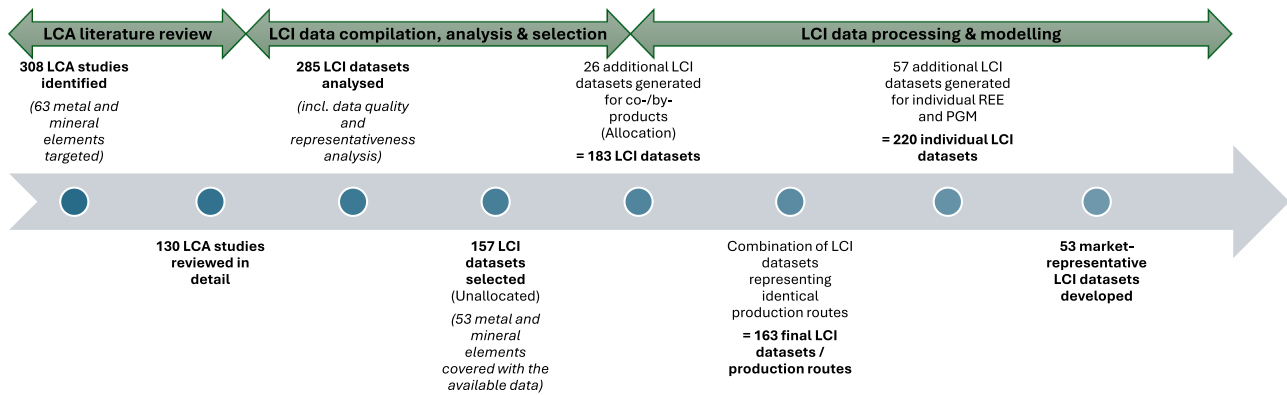 LCA literature review
LCI data compilation, analysis & selection
LCI data processing & modelling
308 LCA studies
identified
(63 metal and
mineral
elements
targeted)
285 LCI datasets
analysed
(incl. data quality
and
representativeness
analysis)
26 additional LCI
datasets generated
for co-/by-
products
(Allocation)
= 183 LCI datasets
57 additional LCI
datasets generated
for individual REE
and PGM
= 220 individual LCI
datasets
130 LCA studies
reviewed in
detail
157 LCI
datasets
selected
(Unallocated)
(53 metal and
mineral
elements
covered with the
available data)
Combination of LCI
datasets
representing
identical
production routes
= 163 final LCI
datasets /
production routes
53 market-
representative
LCI datasets
developed